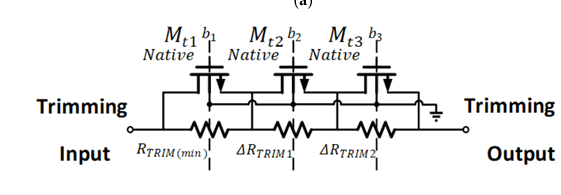 (a)
M_t1 b_1 M_t2 b_2 M_t3 b_3
Native Native Native
Trimming Trimming
Input R_TRIM(min) ΔR_TRIM1 ΔR_TRIM2 Output